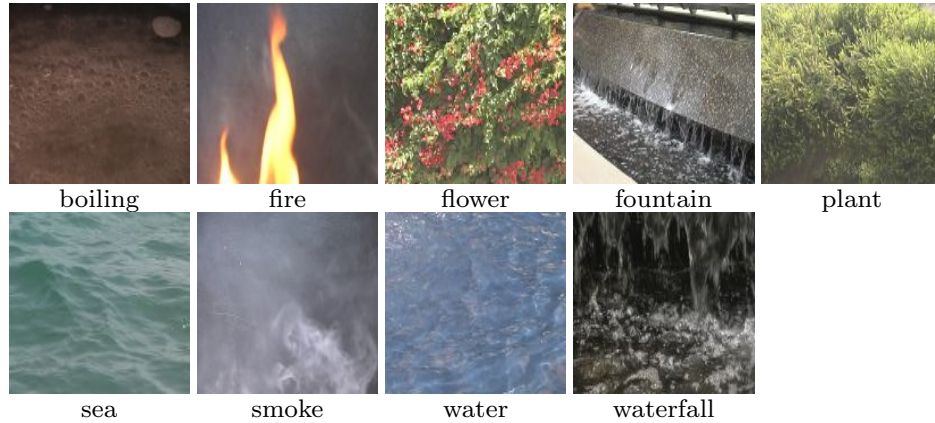 boiling fire flower fountain plant
sea smoke water waterfall